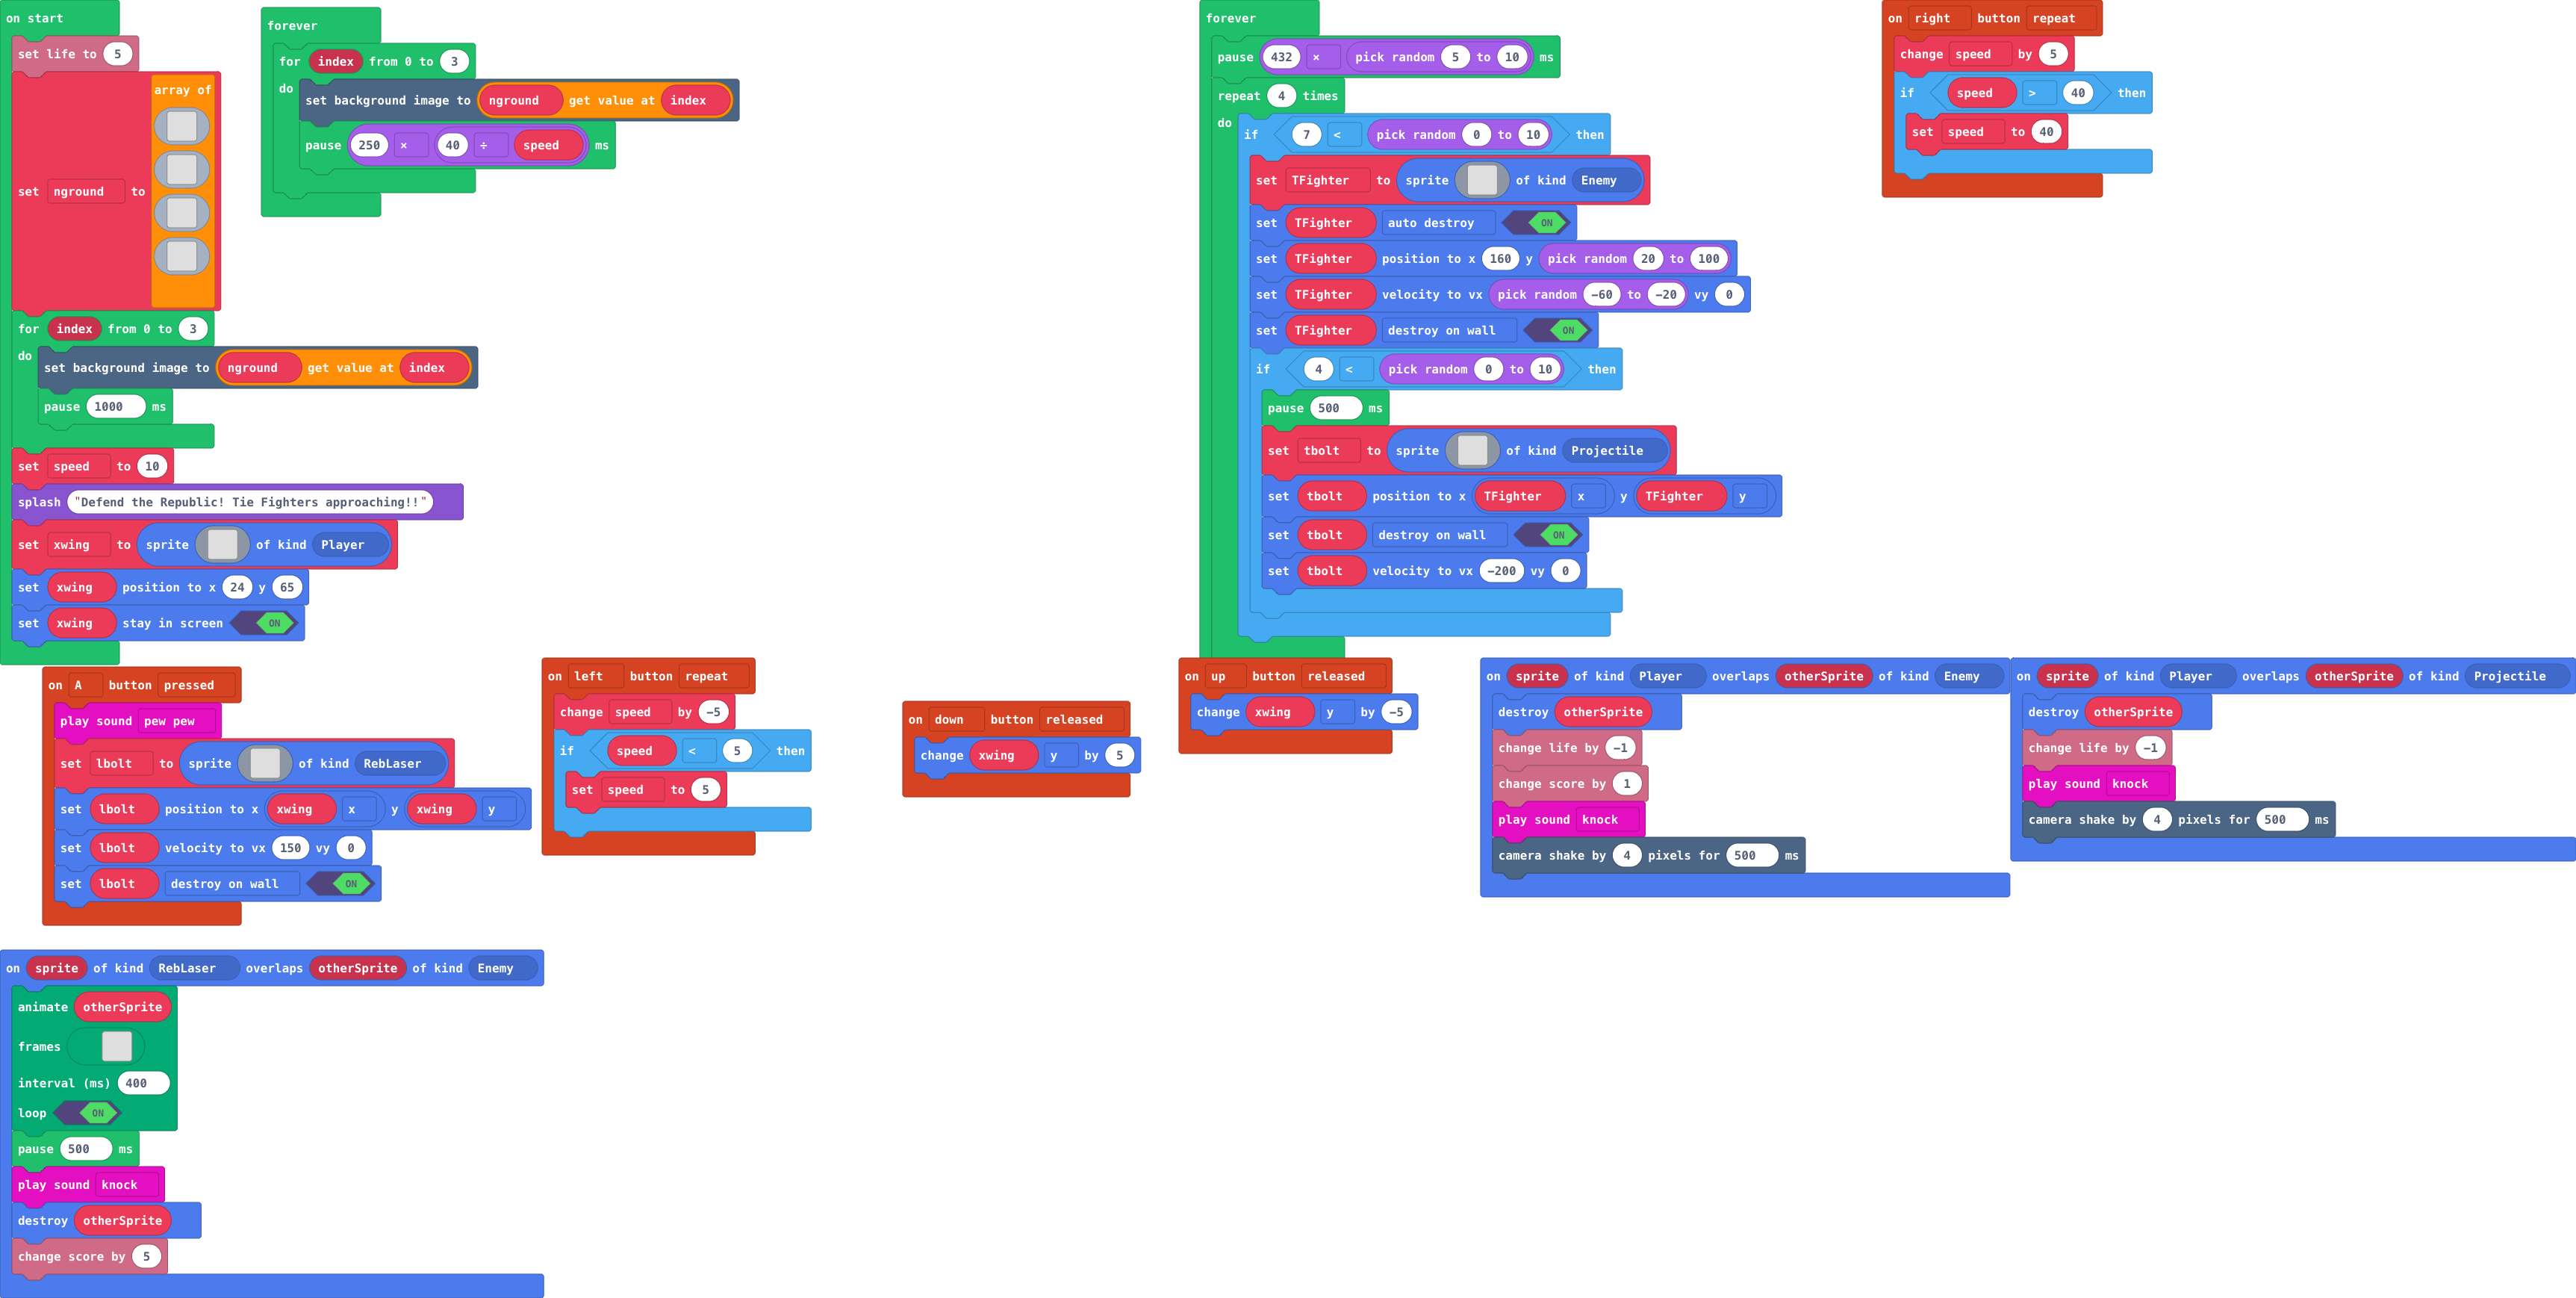 on start
set life to 5
set nground to
array of
for index from 0 to 3
do
set background image to nground get value at index
pause 1000 ms
set speed to 10
splash "Defend the Republic! Tie Fighters approaching!!"
set xwing to sprite of kind Player
set xwing position to x 24 y 65
set xwing stay in screen ON
forever
for index from 0 to 3
do
set background image to nground get value at index
pause 250 × 40 ÷ speed ms
forever
pause 432 × pick random 5 to 10 ms
repeat 4 times
do
if 7 < pick random 0 to 10 then
set TFighter to sprite of kind Enemy
set TFighter auto destroy ON
set TFighter position to x 160 y pick random 20 to 100
set TFighter velocity to vx pick random -60 to -20 vy 0
set TFighter destroy on wall ON
if 4 < pick random 0 to 10 then
pause 500 ms
set tbolt to sprite of kind Projectile
set tbolt position to x TFighter x y TFighter y
set tbolt destroy on wall ON
set tbolt velocity to vx -200 vy 0
on right button repeat
change speed by 5
if speed > 40 then
set speed to 40
on A button pressed
play sound pew pew
set lbolt to sprite of kind RebLaser
set lbolt position to x xwing x y xwing y
set lbolt velocity to vx 150 vy 0
set lbolt destroy on wall ON
on left button repeat
change speed by -5
if speed < 5 then
set speed to 5
on down button released
change xwing y by 5
on up button released
change xwing y by -5
on sprite of kind Player overlaps otherSprite of kind Enemy
destroy otherSprite
change life by -1
change score by 1
play sound knock
camera shake by 4 pixels for 500 ms
on sprite of kind Player overlaps otherSprite of kind Projectile
destroy otherSprite
change life by -1
play sound knock
camera shake by 4 pixels for 500 ms
on sprite of kind RebLaser overlaps otherSprite of kind Enemy
animate otherSprite
frames
interval (ms) 400
loop ON
pause 500 ms
play sound knock
destroy otherSprite
change score by 5